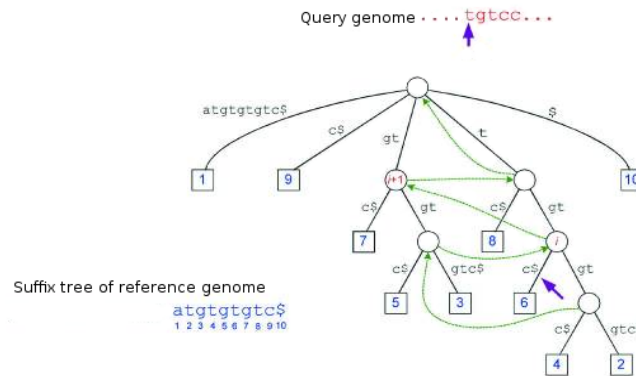 Query genome ....tgtcc...
atgtgtgtc$
c$
gt
t
$
1
9
i+1
10
c$
gt
c$
gt
7
8
i
c$
gtc$
c$
gt
5
3
6
Suffix tree of reference genome
atgtgtgtc$
1 2 3 4 5 6 7 8 9 10
c$
gtc
4
2